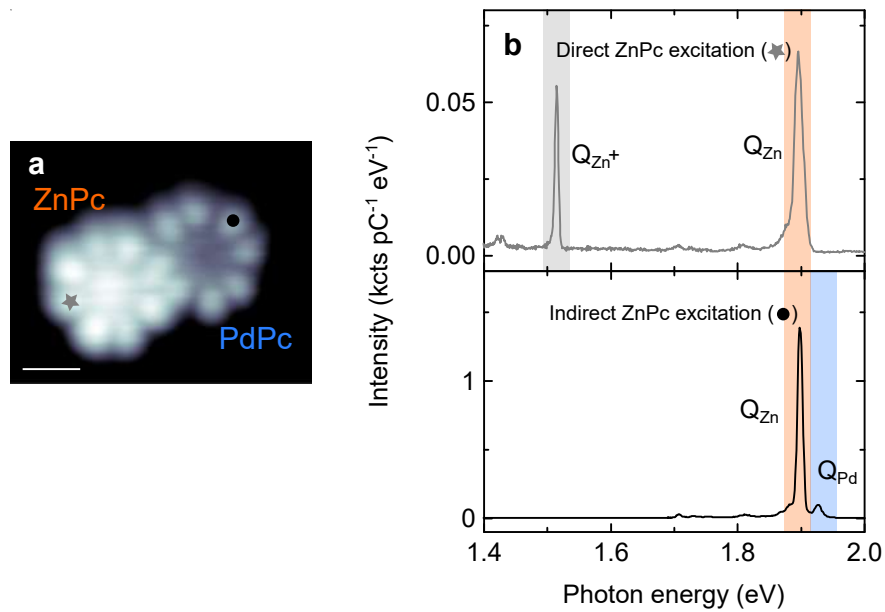 a
ZnPc
PdPc
b
Direct ZnPc excitation (★)
Q_Zn+
Q_Zn
0.05
0.00
Indirect ZnPc excitation (●)
Q_Zn
Q_Pd
1
0
1.4 1.6 1.8 2.0
Photon energy (eV)
Intensity (kcts pC⁻¹ eV⁻¹)